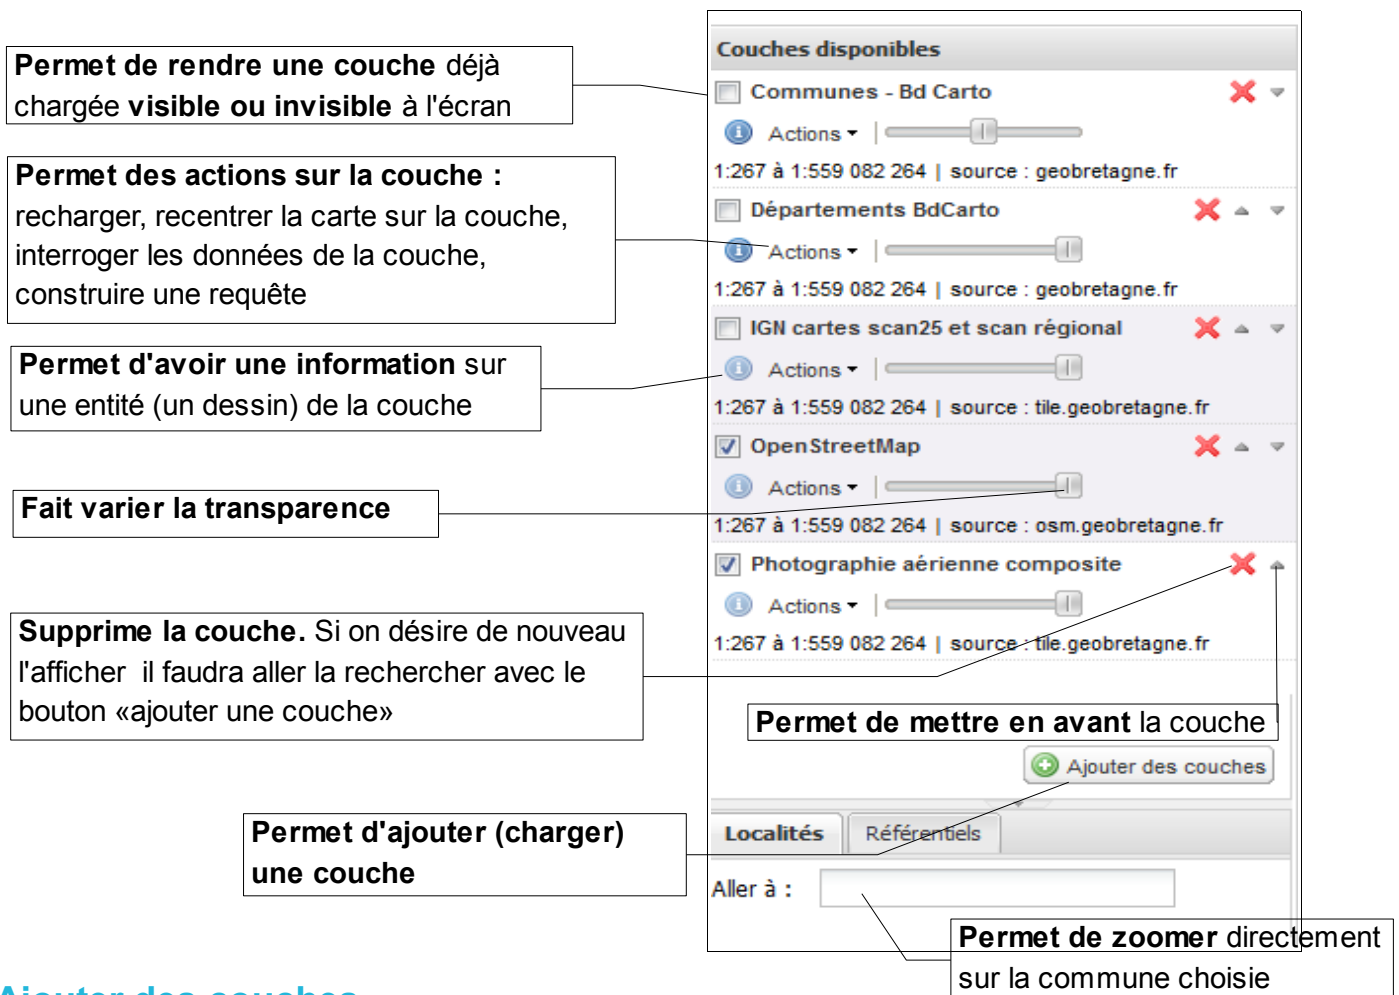 Permet de rendre une couche déjà
chargée visible ou invisible à l'écran
Permet des actions sur la couche :
recharger, recentrer la carte sur la couche,
interroger les données de la couche,
construire une requête
Permet d'avoir une information sur
une entité (un dessin) de la couche
Fait varier la transparence
Supprime la couche. Si on désire de nouveau
l'afficher il faudra aller la rechercher avec le
bouton «ajouter une couche»
Permet d'ajouter (charger)
une couche
Couches disponibles
Communes - Bd Carto
Actions
1:267 à 1:559 082 264 | source : geobretagne.fr
Départements BdCarto
Actions
1:267 à 1:559 082 264 | source : geobretagne.fr
IGN cartes scan25 et scan régional
Actions
1:267 à 1:559 082 264 | source : tile.geobretagne.fr
OpenStreetMap
Actions
1:267 à 1:559 082 264 | source : osm.geobretagne.fr
Photographie aérienne composite
Actions
1:267 à 1:559 082 264 | source : tile.geobretagne.fr
Permet de mettre en avant la couche
Ajouter des couches
Localités Référentiels
Aller à :
Permet de zoomer directement
sur la commune choisie
Ajouter des couches